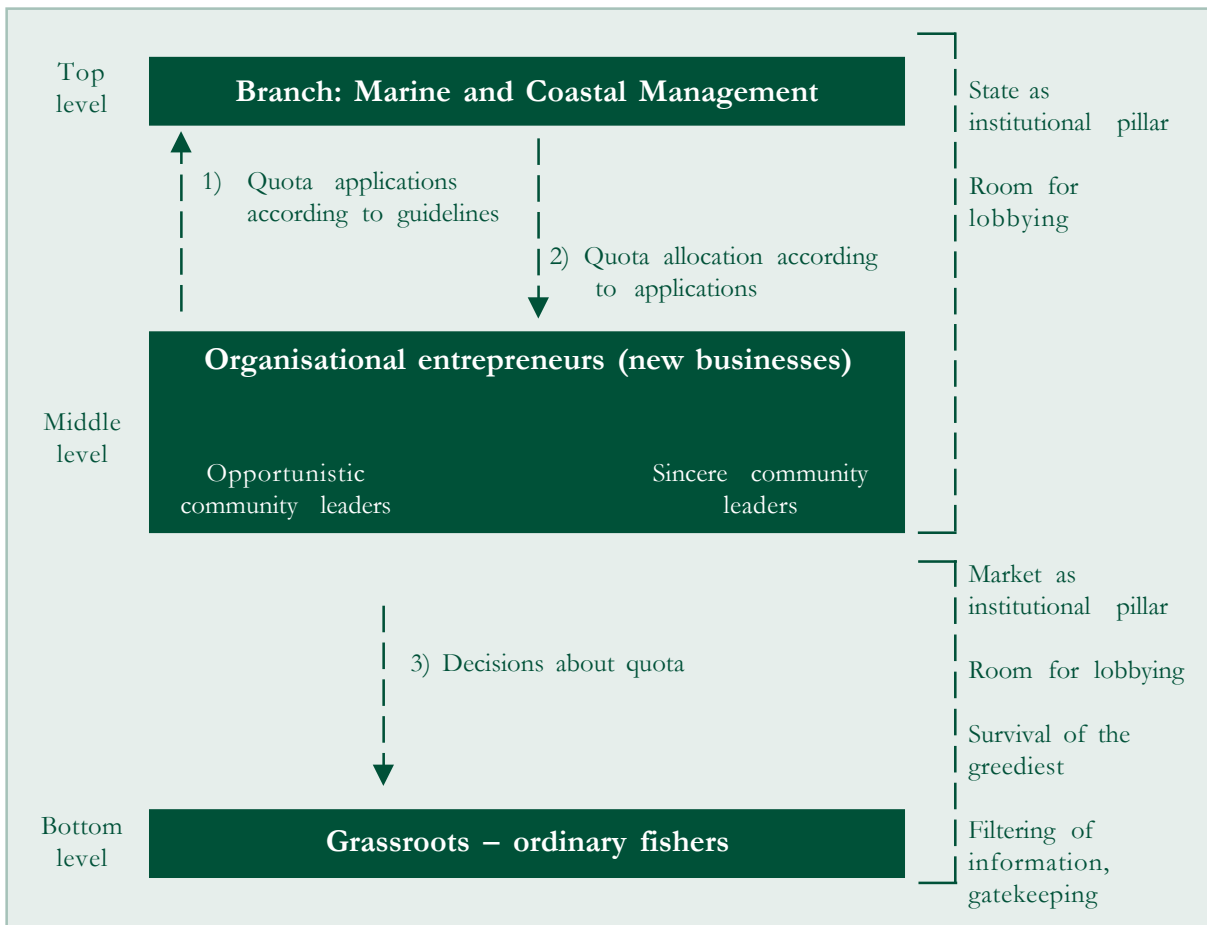 Top
level
Branch: Marine and Coastal Management
State as
institutional pillar
Room for
lobbying
1) Quota applications
according to guidelines
2) Quota allocation according
to applications
Middle
level
Organisational entrepreneurs (new businesses)
Opportunistic
community leaders
Sincere community
leaders
Market as
institutional pillar
Room for lobbying
Survival of the
greediest
Filtering of
information,
gatekeeping
3) Decisions about quota
Bottom
level
Grassroots – ordinary fishers